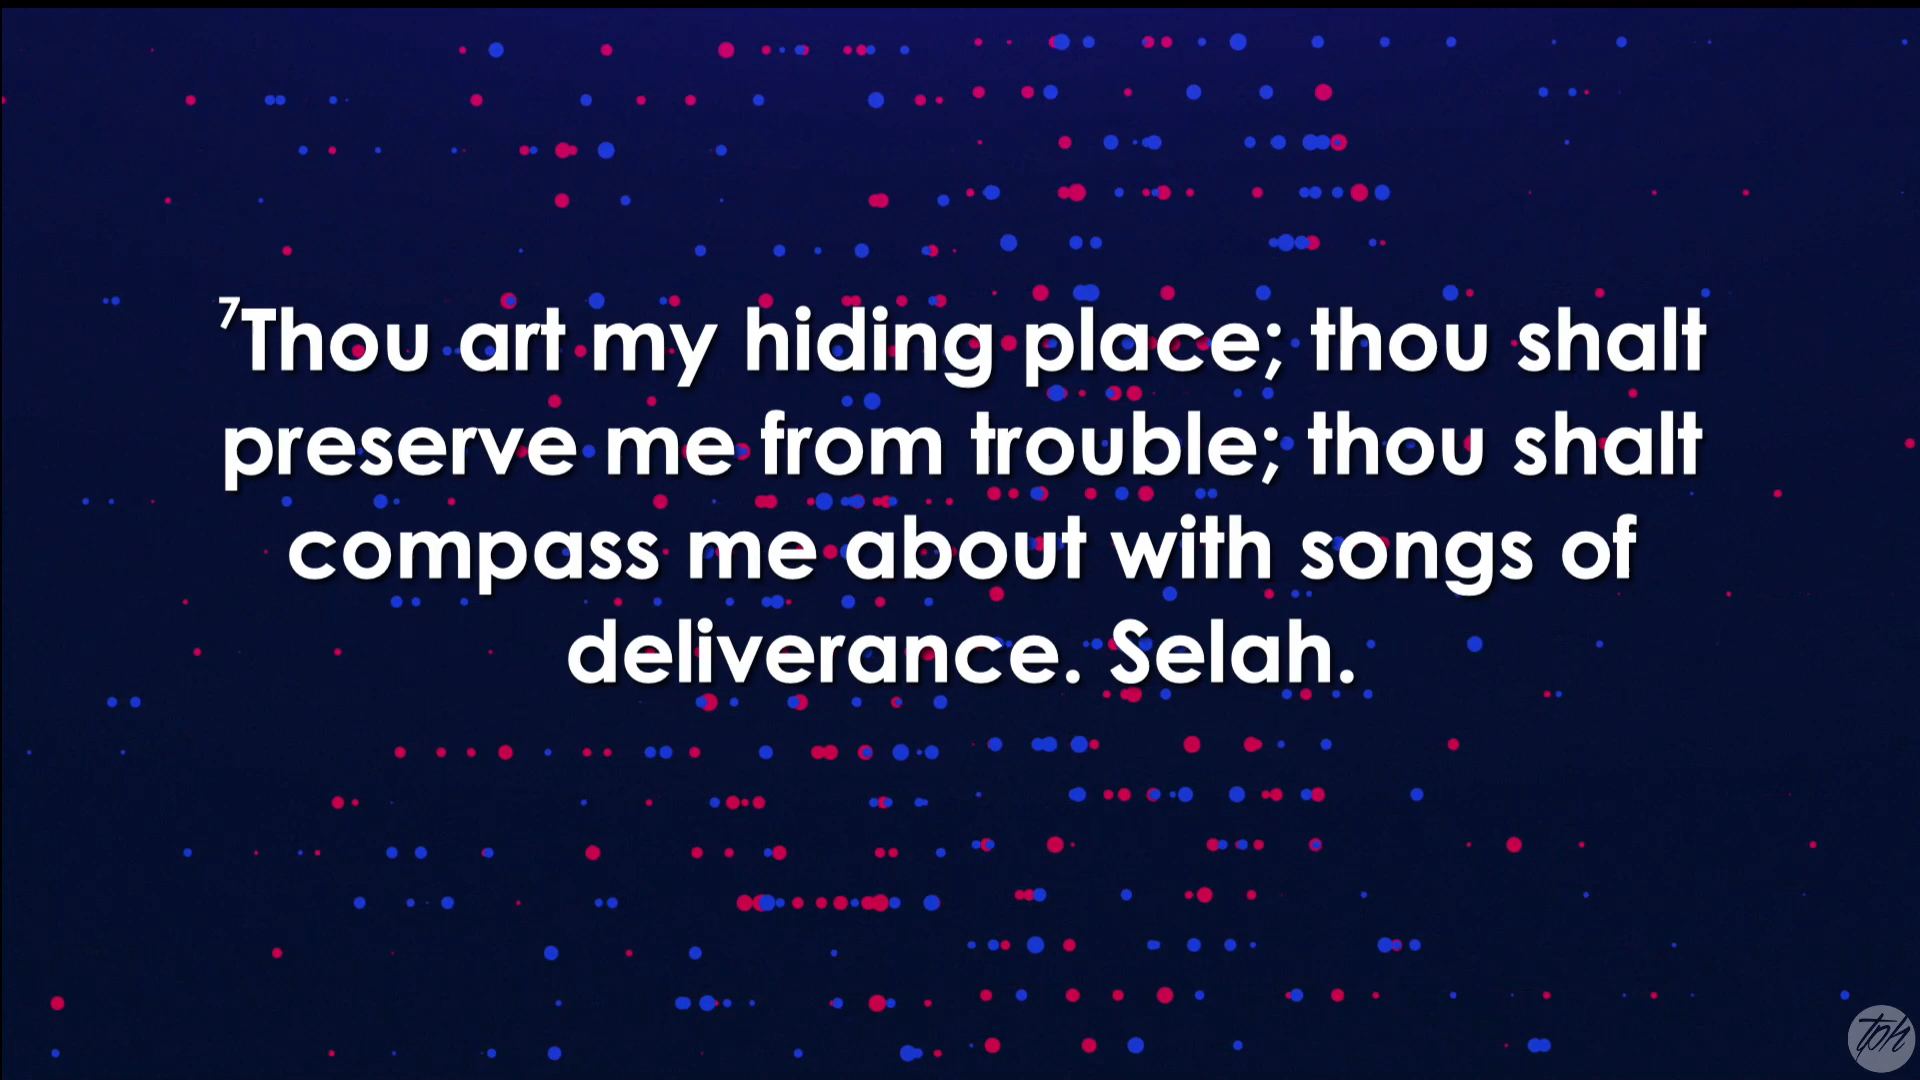 ⁷Thou art my hiding place; thou shalt
preserve me from trouble; thou shalt
compass me about with songs of
deliverance. Selah.
tph